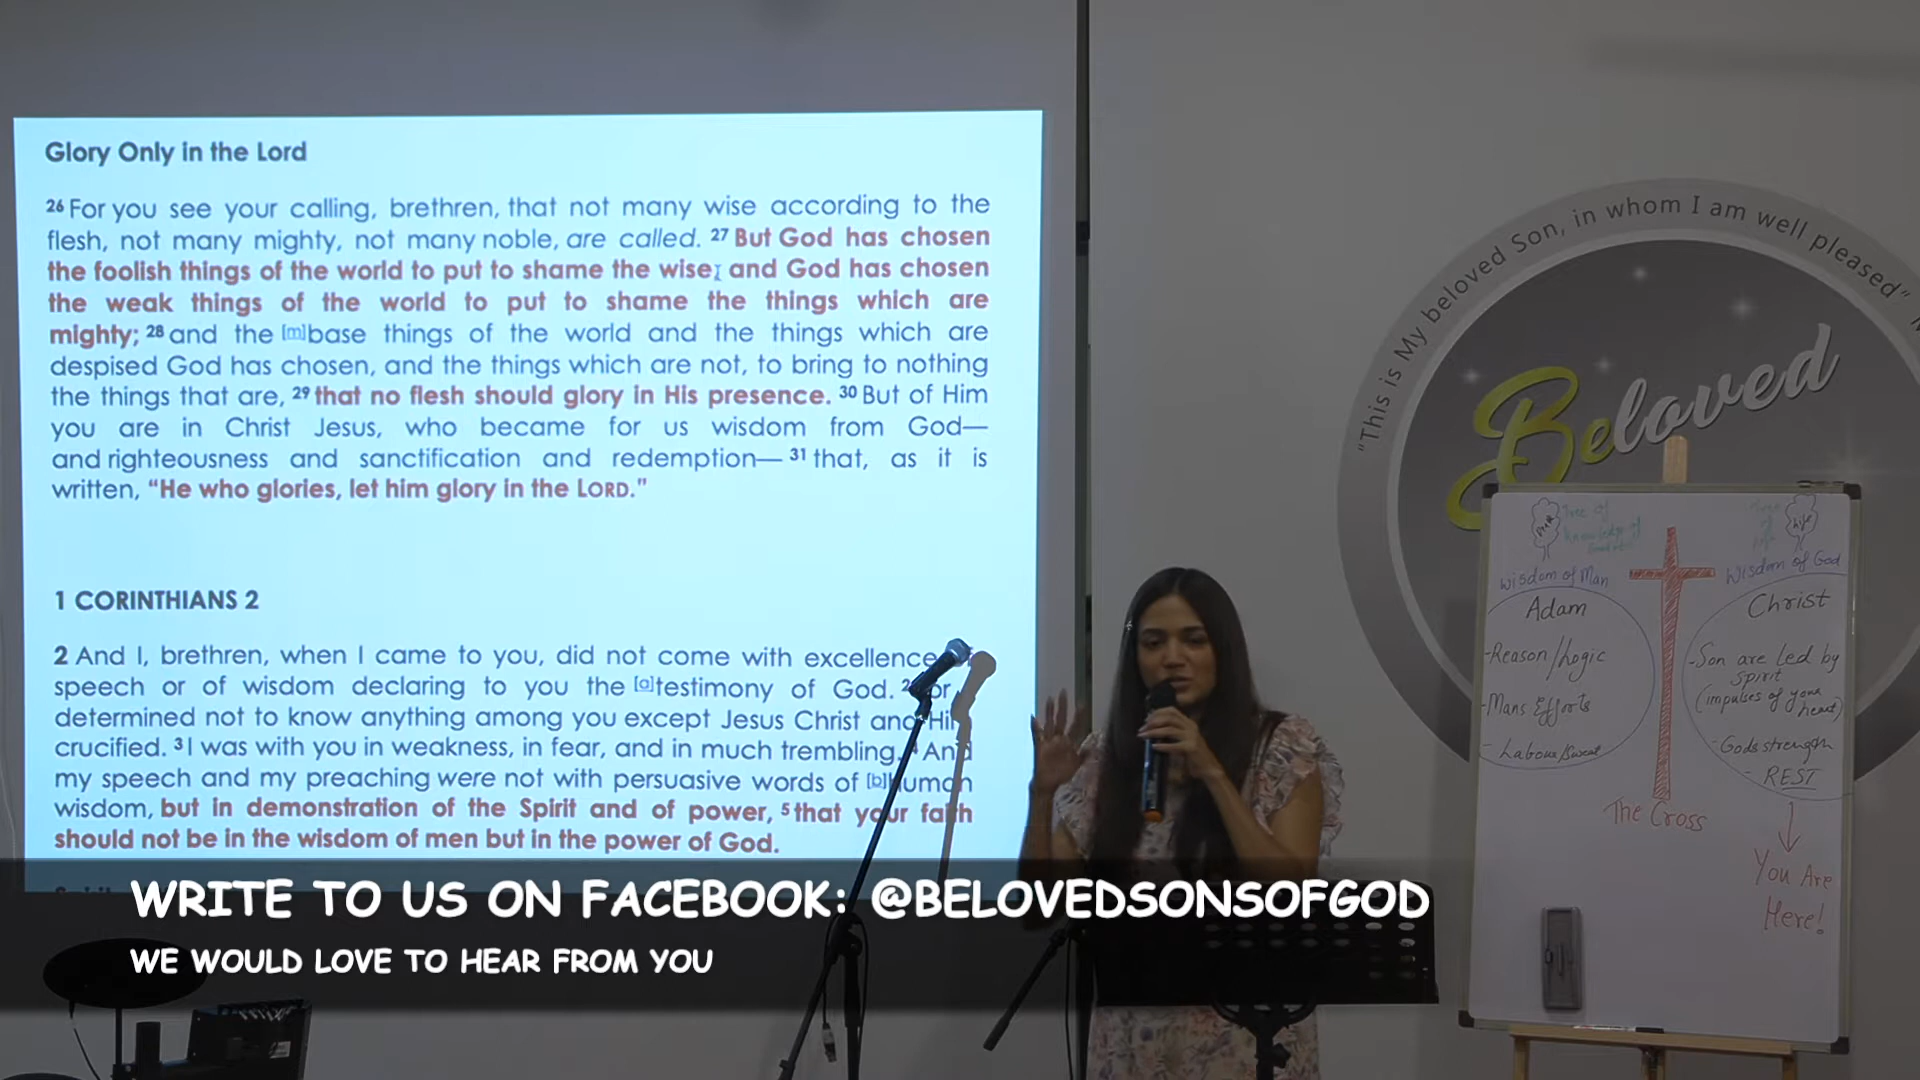 Glory Only in the Lord
26 For you see your calling, brethren, that not many wise according to the
flesh, not many mighty, not many noble, are called. 27 But God has chosen
the foolish things of the world to put to shame the wise, and God has chosen
the weak things of the world to put to shame the things which are
mighty; 28 and the [m]base things of the world and the things which are
despised God has chosen, and the things which are not, to bring to nothing
the things that are, 29 that no flesh should glory in His presence. 30 But of Him
you are in Christ Jesus, who became for us wisdom from God—
and righteousness and sanctification and redemption— 31 that, as it is
written, “He who glories, let him glory in the LORD.”
1 CORINTHIANS 2
2 And I, brethren, when I came to you, did not come with excellence
speech or of wisdom declaring to you the [a]testimony of God.
determined not to know anything among you except Jesus Christ and
crucified. 3 I was with you in weakness, in fear, and in much trembling. And
my speech and my preaching were not with persuasive words of [b]human
wisdom, but in demonstration of the Spirit and of power, 5 that your faith
should not be in the wisdom of men but in the power of God.
WRITE TO US ON FACEBOOK: @BELOVEDSONSOFGOD
WE WOULD LOVE TO HEAR FROM YOU
"This is My beloved Son, in whom I am well pleased"
Beloved
Tree of
knowledge of
Tree
of
life
Wisdom of Man
Wisdom of God
Adam
Christ
-Reason/Logic
-Mans Efforts
-Labour/Sweat
-Son are led by
spirit
(impulses of your
heart)
-Gods strength
-REST
The Cross
You Are
Here!